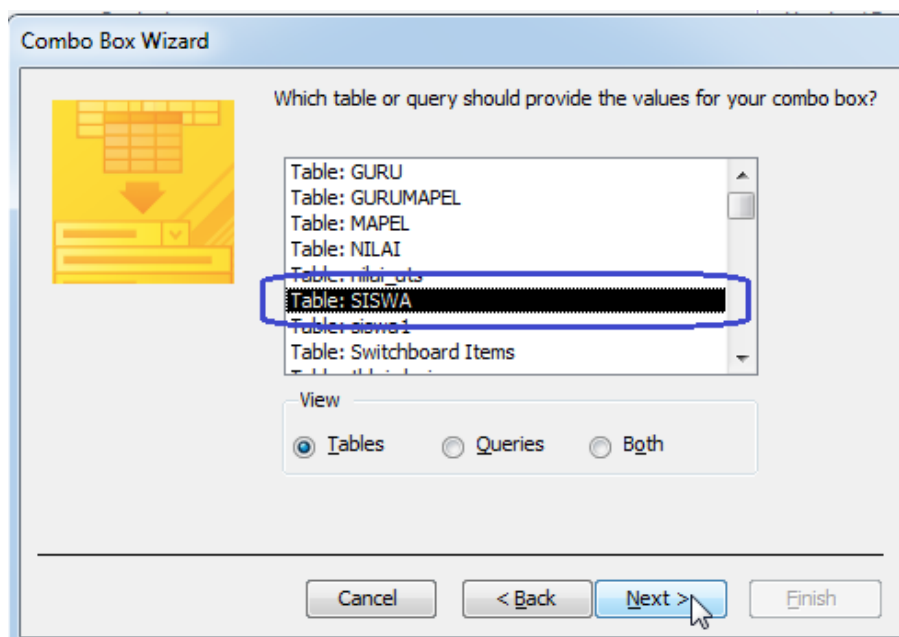 Combo Box Wizard
Which table or query should provide the values for your combo box?
Table: GURU
Table: GURUMAPEL
Table: MAPEL
Table: NILAI
Table: nilai_uts
Table: SISWA
Table: siswa1
Table: Switchboard Items
View
Tables
Queries
Both
Cancel
< Back
Next >
Finish